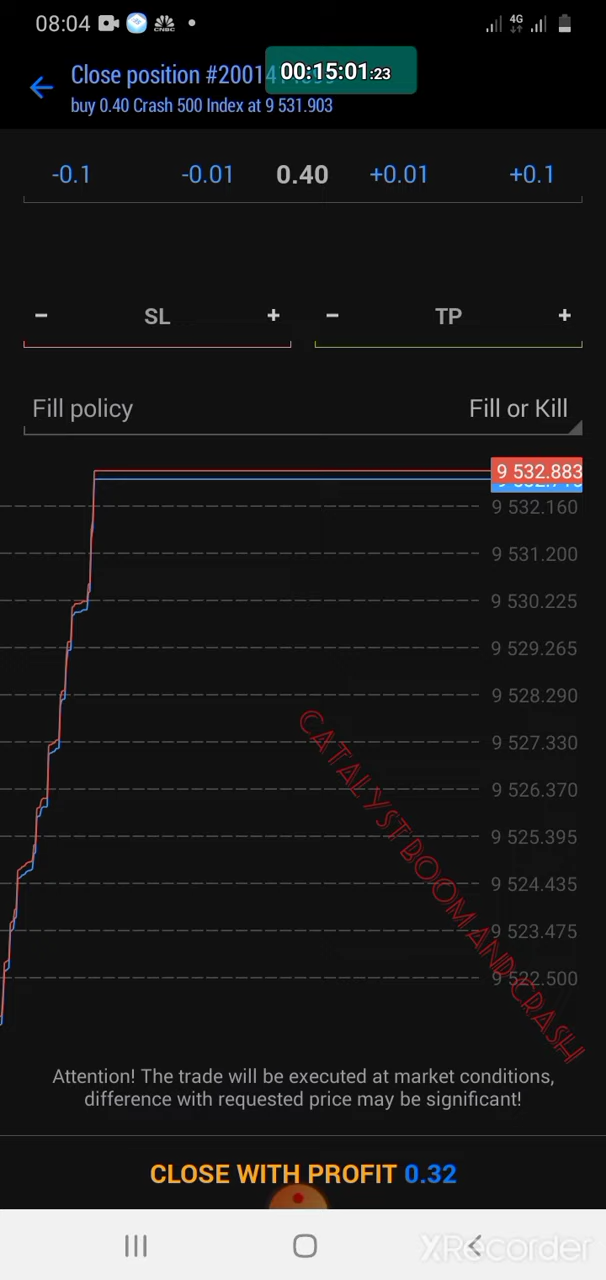 08:04
CNBC
4G
00:15:01:23
Close position #20014
buy 0.40 Crash 500 Index at 9 531.903
-0.1 -0.01 0.40 +0.01 +0.1
− SL + − TP +
Fill policy Fill or Kill
9 532.883
9 532.160
9 531.200
9 530.225
9 529.265
9 528.290
9 527.330
9 526.370
9 525.395
9 524.435
9 523.475
9 522.500
CATALYST BOOM AND CRASH
Attention! The trade will be executed at market conditions,
difference with requested price may be significant!
CLOSE WITH PROFIT 0.32
XRecorder